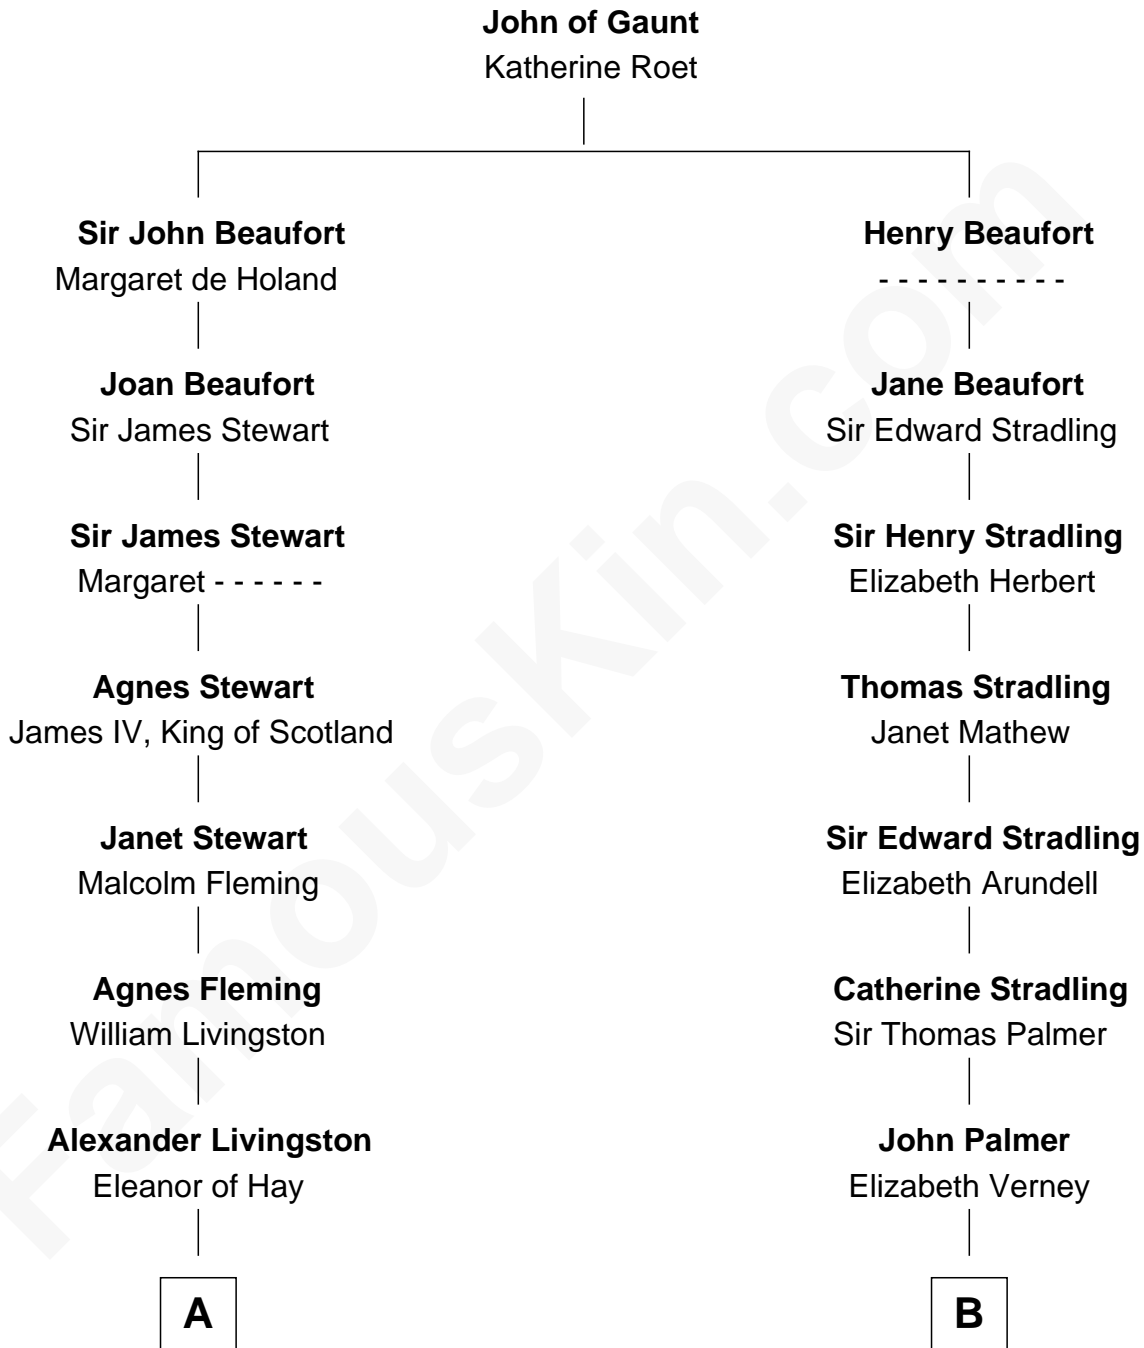 John of Gaunt
Katherine Roet
Sir John Beaufort
Margaret de Holand
Joan Beaufort
Sir James Stewart
Sir James Stewart
Margaret - - - - - -
Agnes Stewart
James IV, King of Scotland
Janet Stewart
Malcolm Fleming
Agnes Fleming
William Livingston
Alexander Livingston
Eleanor of Hay
A
Henry Beaufort
- - - - - - - - - -
Jane Beaufort
Sir Edward Stradling
Sir Henry Stradling
Elizabeth Herbert
Thomas Stradling
Janet Mathew
Sir Edward Stradling
Elizabeth Arundell
Catherine Stradling
Sir Thomas Palmer
John Palmer
Elizabeth Verney
B
FamousKin.com